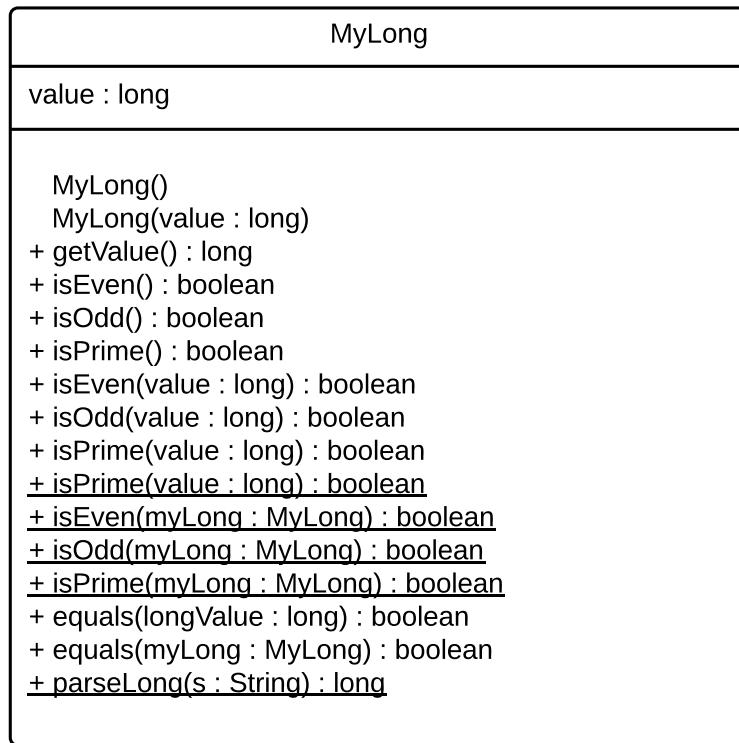 MyLong
value : long
MyLong()
MyLong(value : long)
+ getValue() : long
+ isEven() : boolean
+ isOdd() : boolean
+ isPrime() : boolean
+ isEven(value : long) : boolean
+ isOdd(value : long) : boolean
+ isPrime(value : long) : boolean
+ isPrime(value : long) : boolean
+ isEven(myLong : MyLong) : boolean
+ isOdd(myLong : MyLong) : boolean
+ isPrime(myLong : MyLong) : boolean
+ equals(longValue : long) : boolean
+ equals(myLong : MyLong) : boolean
+ parseLong(s : String) : long